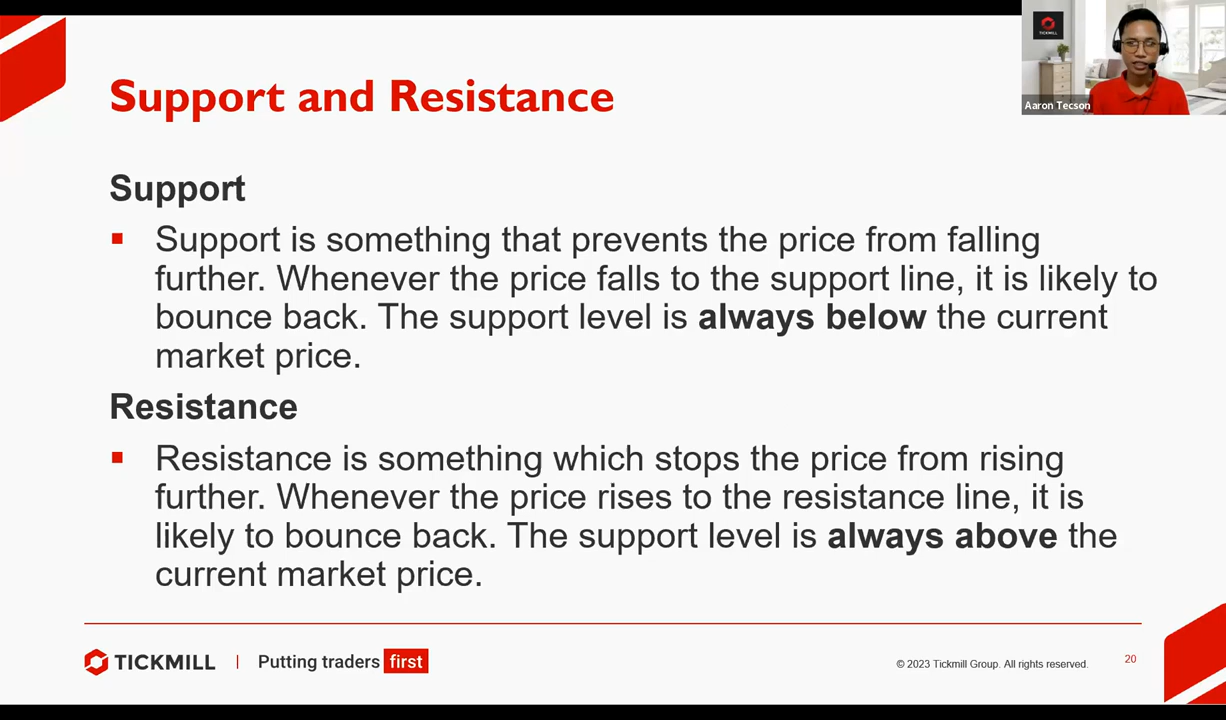 TICKMILL
Aaron Tecson
Support and Resistance
Support
▪ Support is something that prevents the price from falling
further. Whenever the price falls to the support line, it is likely to
bounce back. The support level is always below the current
market price.
Resistance
▪ Resistance is something which stops the price from rising
further. Whenever the price rises to the resistance line, it is
likely to bounce back. The support level is always above the
current market price.
TICKMILL | Putting traders first
© 2023 Tickmill Group. All rights reserved. 20